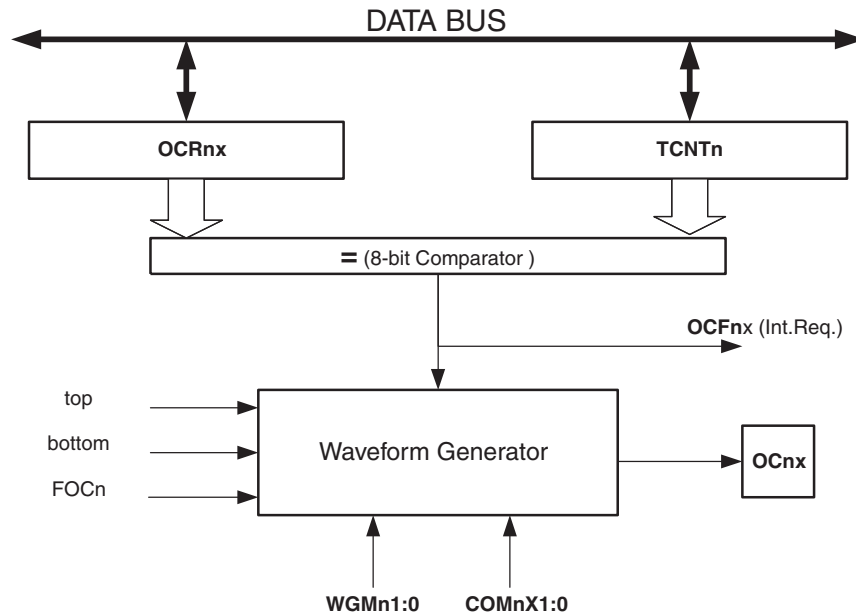 DATA BUS
OCRnx
TCNTn
= (8-bit Comparator )
OCFnx (Int.Req.)
top
bottom
FOCn
Waveform Generator
OCnx
WGMn1:0
COMnX1:0